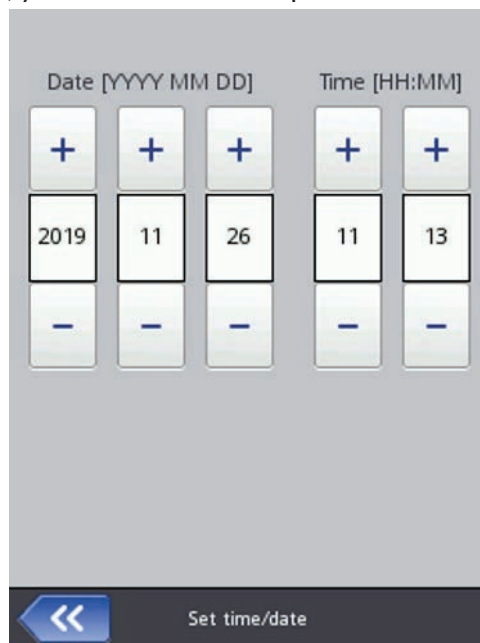 Date [YYYY MM DD] Time [HH:MM]
+ + + + +
2019 11 26 11 13
- - - - -
Set time/date